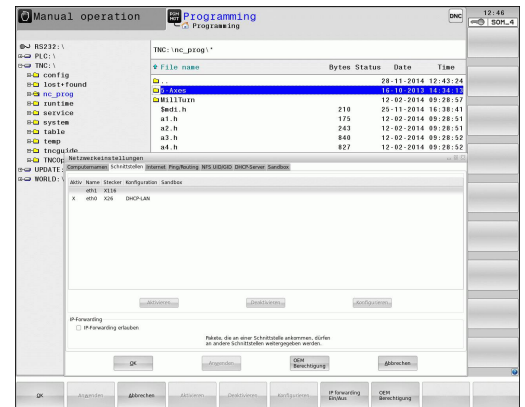 Manual operation
PGM MGT
Programming
Programming
DNC
12:46
SOM_4
RS232:\
PLC:\
TNC:\
config
lost+found
nc_prog
runtime
service
system
table
temp
tncguide
TNCOp
UPDATE:
WORLD:\
TNC:\nc_prog\*
File name Bytes Status Date Time
.. 28-11-2014 12:43:24
5-Axes 16-10-2013 14:34:13
MillTurn 12-02-2014 09:28:57
$mdi.h 210 25-11-2014 16:38:41
a1.h 175 12-02-2014 09:28:51
a2.h 243 12-02-2014 09:28:51
a3.h 840 12-02-2014 09:28:52
a4.h 827 12-02-2014 09:28:52
Netzwerkeinstellungen
Computernamen Schnittstellen Internet Ping/Routing NFS UID/GID DHCP-Server Sandbox
Aktiv Name Stecker Konfiguration Sandbox
eth1 X116
X eth0 X26 DHCP-LAN
Aktivieren Deaktivieren Konfigurieren
IP-Forwarding
IP-Forwarding erlauben
Pakete, die an einer Schnittstelle ankommen, dürfen
an andere Schnittstellen weitergegeben werden.
OK Anwenden OEM Berechtigung Abbrechen
OK Anwenden Abbrechen Aktivieren Deaktivieren Konfigurieren IP forwarding Ein/Aus OEM Berechtigung